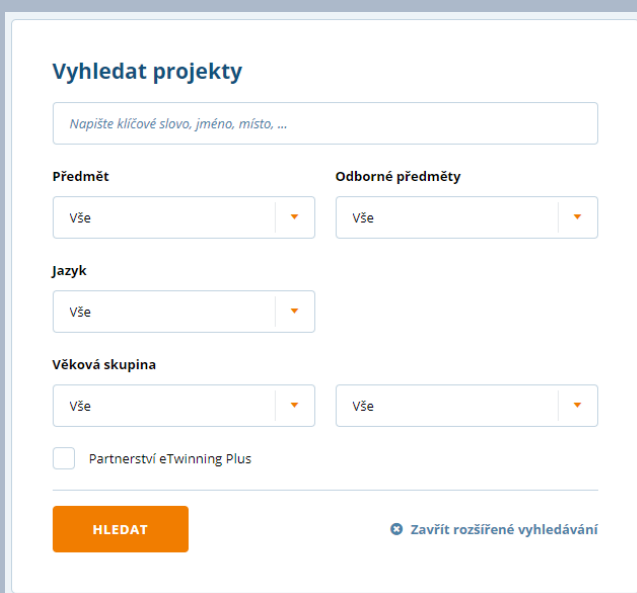 Vyhledat projekty
Napište klíčové slovo, jméno, místo, ...
Předmět
Odborné předměty
Vše
Vše
Jazyk
Vše
Věková skupina
Vše
Vše
Partnerství eTwinning Plus
HLEDAT
Zavřít rozšířené vyhledávání